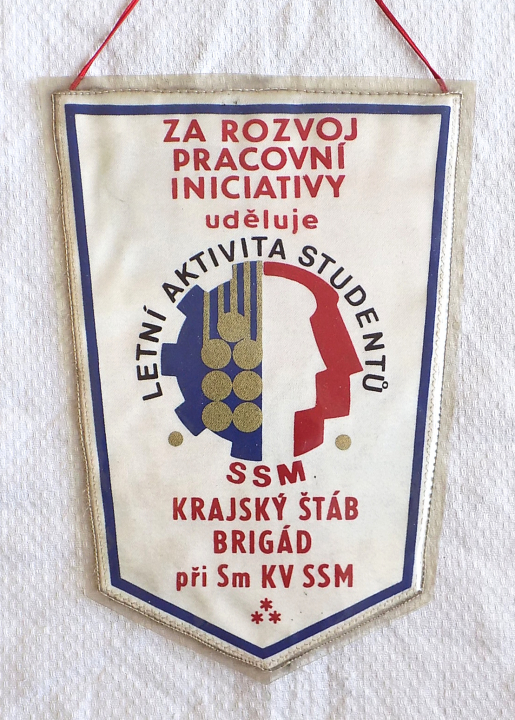 ZA ROZVOJ
PRACOVNÍ
INICIATIVY
uděluje
LETNÍ AKTIVITA STUDENTŮ
SSM
KRAJSKÝ ŠTÁB
BRIGÁD
při Sm KV SSM